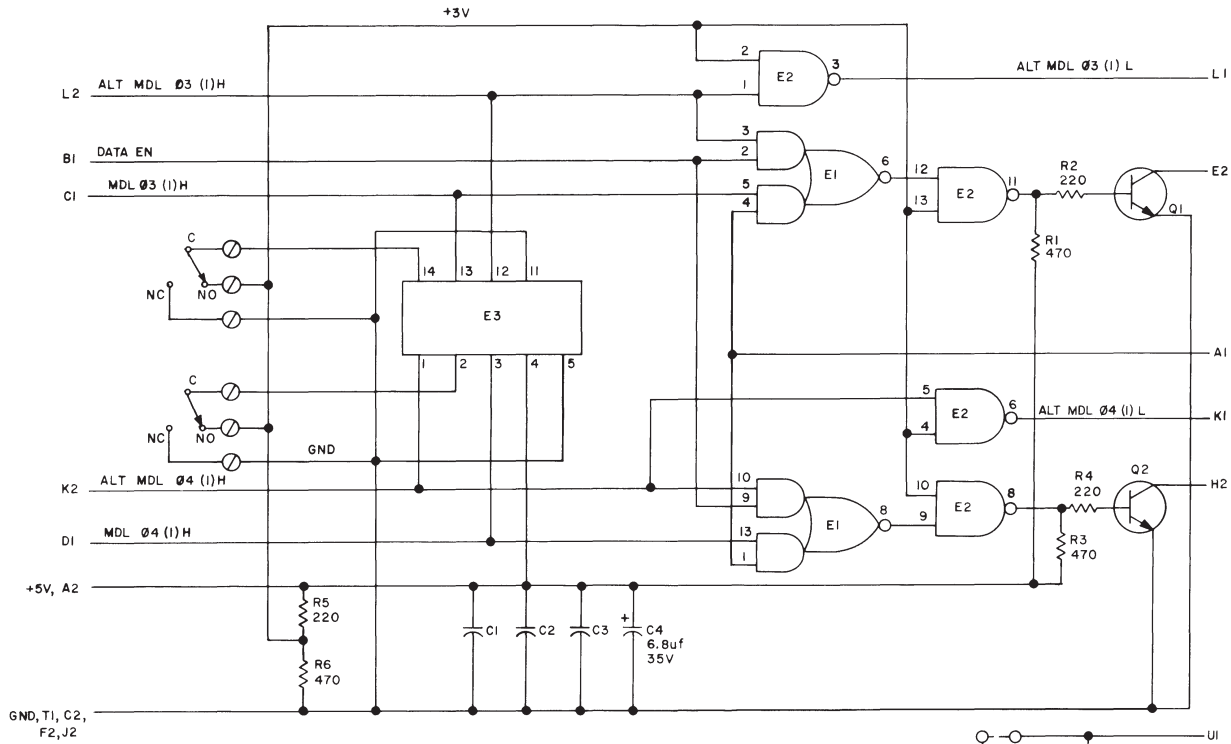 +3V
2
E2
3
1
ALT MDL Ø3 (1) L
L1
L2
ALT MDL Ø3 (1) H
3
2
E1
6
5
4
B1
DATA EN
C1
MDL Ø3 (1) H
12
E2
11
13
R2
220
E2
Q1
R1
470
C
NC
NO
14
13
12
11
E3
1
2
3
4
5
A1
C
NC
NO
GND
5
E2
6
4
ALT MDL Ø4 (1) L
K1
K2
ALT MDL Ø4 (1) H
10
9
E1
8
13
1
10
E2
8
9
R4
220
Q2
H2
R3
470
D1
MDL Ø4 (1) H
+5V, A2
R5
220
R6
470
C1
C2
C3
+
C4
6.8uf
35V
GND, T1, C2,
F2, J2
U1